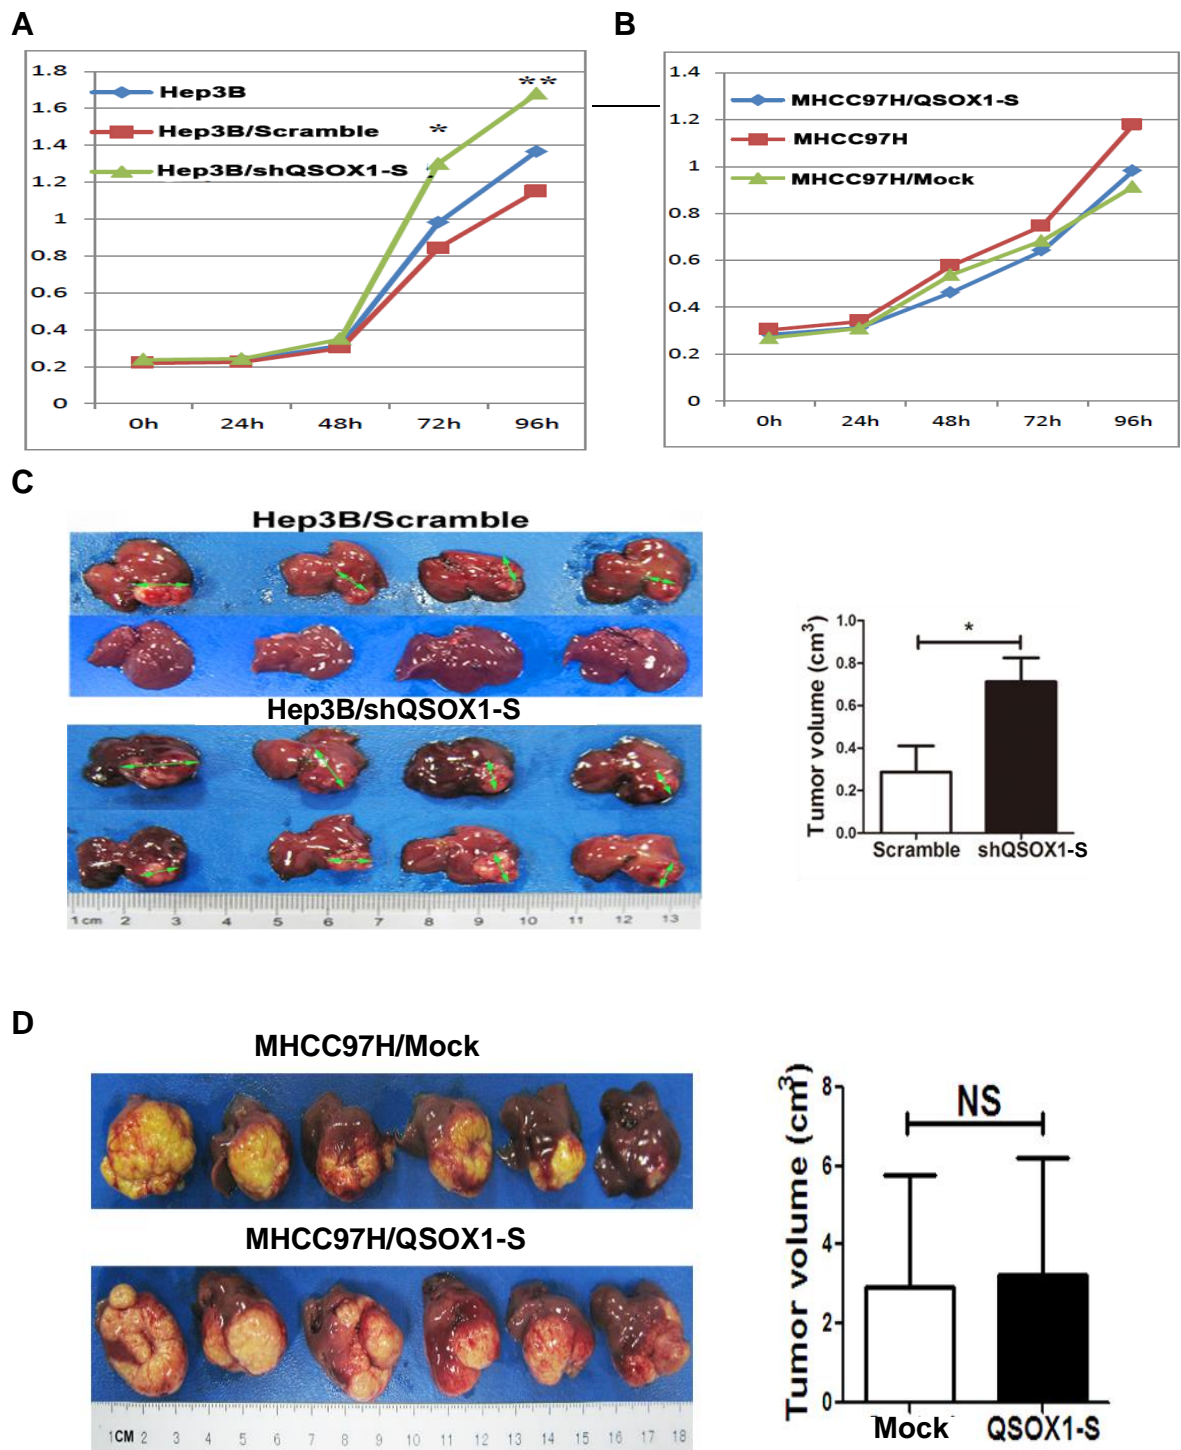 A
B
1.8
1.6
1.4
1.2
1
0.8
0.6
0.4
0.2
0
Hep3B
Hep3B/Scramble
Hep3B/shQSOX1-S
*
**
0h 24h 48h 72h 96h
1.4
1.2
1
0.8
0.6
0.4
0.2
0
MHCC97H/QSOX1-S
MHCC97H
MHCC97H/Mock
0h 24h 48h 72h 96h
C
Hep3B/Scramble
Hep3B/shQSOX1-S
1cm 2 3 4 5 6 7 8 9 10 11 12 13
Tumor volume (cm³)
1.0
0.8
0.6
0.4
0.2
0.0
*
Scramble shQSOX1-S
D
MHCC97H/Mock
MHCC97H/QSOX1-S
1CM 2 3 4 5 6 7 8 9 10 11 12 13 14 15 16 17 18
Tumor volume (cm³)
8
6
4
2
0
NS
Mock QSOX1-S